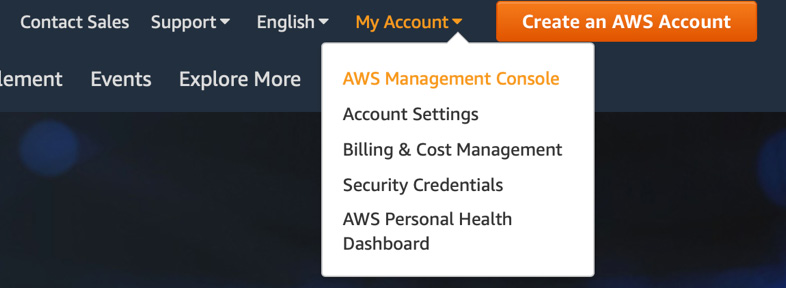 Contact Sales Support English My Account Create an AWS Account
Events Explore More
AWS Management Console
Account Settings
Billing & Cost Management
Security Credentials
AWS Personal Health
Dashboard